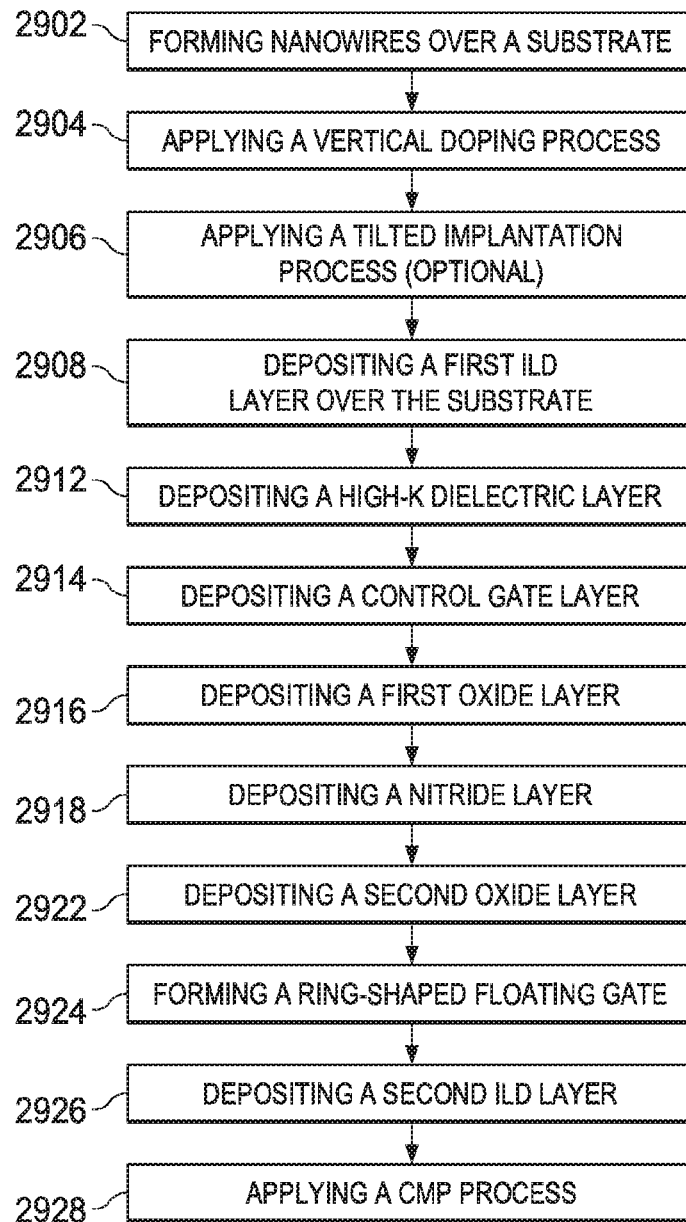 2902
FORMING NANOWIRES OVER A SUBSTRATE
2904
APPLYING A VERTICAL DOPING PROCESS
2906
APPLYING A TILTED IMPLANTATION
PROCESS (OPTIONAL)
2908
DEPOSITING A FIRST ILD
LAYER OVER THE SUBSTRATE
2912
DEPOSITING A HIGH-K DIELECTRIC LAYER
2914
DEPOSITING A CONTROL GATE LAYER
2916
DEPOSITING A FIRST OXIDE LAYER
2918
DEPOSITING A NITRIDE LAYER
2922
DEPOSITING A SECOND OXIDE LAYER
2924
FORMING A RING-SHAPED FLOATING GATE
2926
DEPOSITING A SECOND ILD LAYER
2928
APPLYING A CMP PROCESS